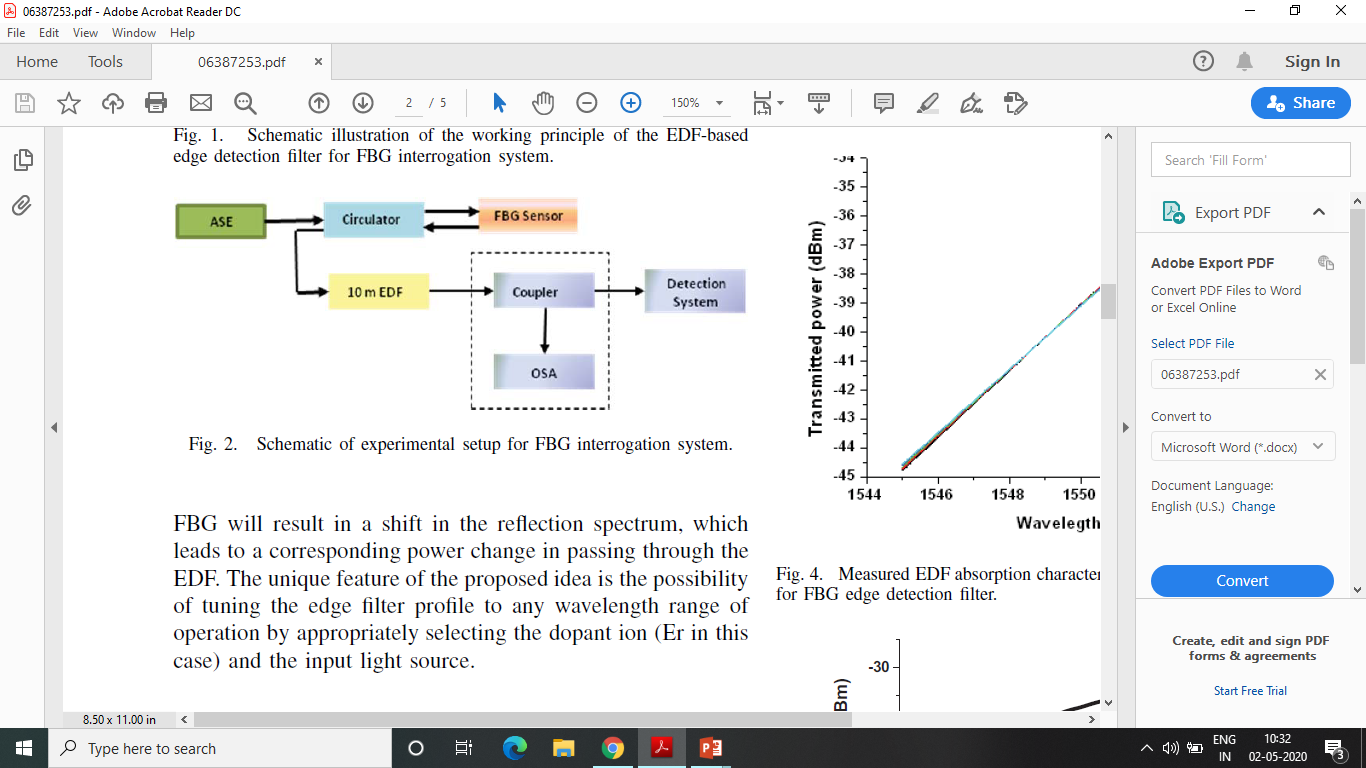 06387253.pdf - Adobe Acrobat Reader DC
File Edit View Window Help
Home Tools 06387253.pdf ×
Sign In
2 / 5
150%
Share
Fig. 1. Schematic illustration of the working principle of the EDF-based
edge detection filter for FBG interrogation system.
ASE
Circulator
FBG Sensor
10 m EDF
Coupler
Detection
System
OSA
Fig. 2. Schematic of experimental setup for FBG interrogation system.
FBG will result in a shift in the reflection spectrum, which
leads to a corresponding power change in passing through the
EDF. The unique feature of the proposed idea is the possibility
of tuning the edge filter profile to any wavelength range of
operation by appropriately selecting the dopant ion (Er in this
case) and the input light source.
Transmitted power (dBm)
-34
-35
-36
-37
-38
-39
-40
-41
-42
-43
-44
-45
1544 1546 1548 1550
Wavelength
Fig. 4. Measured EDF absorption character
for FBG edge detection filter.
-30
Bm)
8.50 x 11.00 in
Search 'Fill Form'
Export PDF
Adobe Export PDF
Convert PDF Files to Word
or Excel Online
Select PDF File
06387253.pdf
Convert to
Microsoft Word (*.docx)
Document Language:
English (U.S.) Change
Convert
Create, edit and sign PDF
forms & agreements
Start Free Trial
Type here to search
ENG
IN
10:32
02-05-2020
3